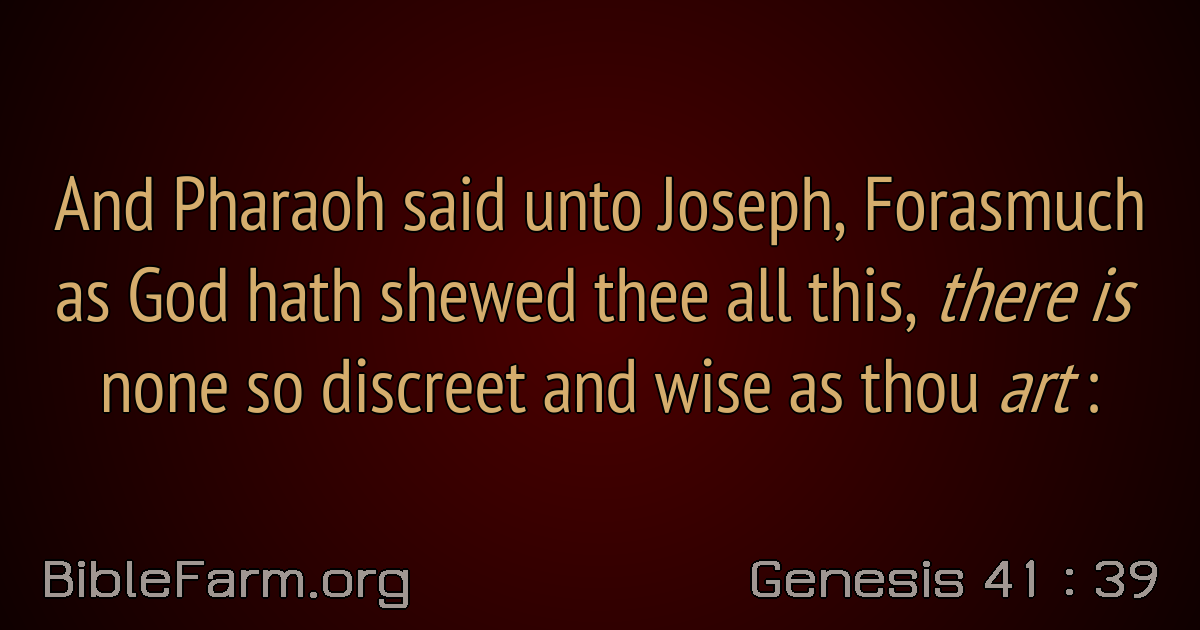 And Pharaoh said unto Joseph, Forasmuch
as God hath shewed thee all this, there is
none so discreet and wise as thou art :
BibleFarm.org
Genesis 41 : 39